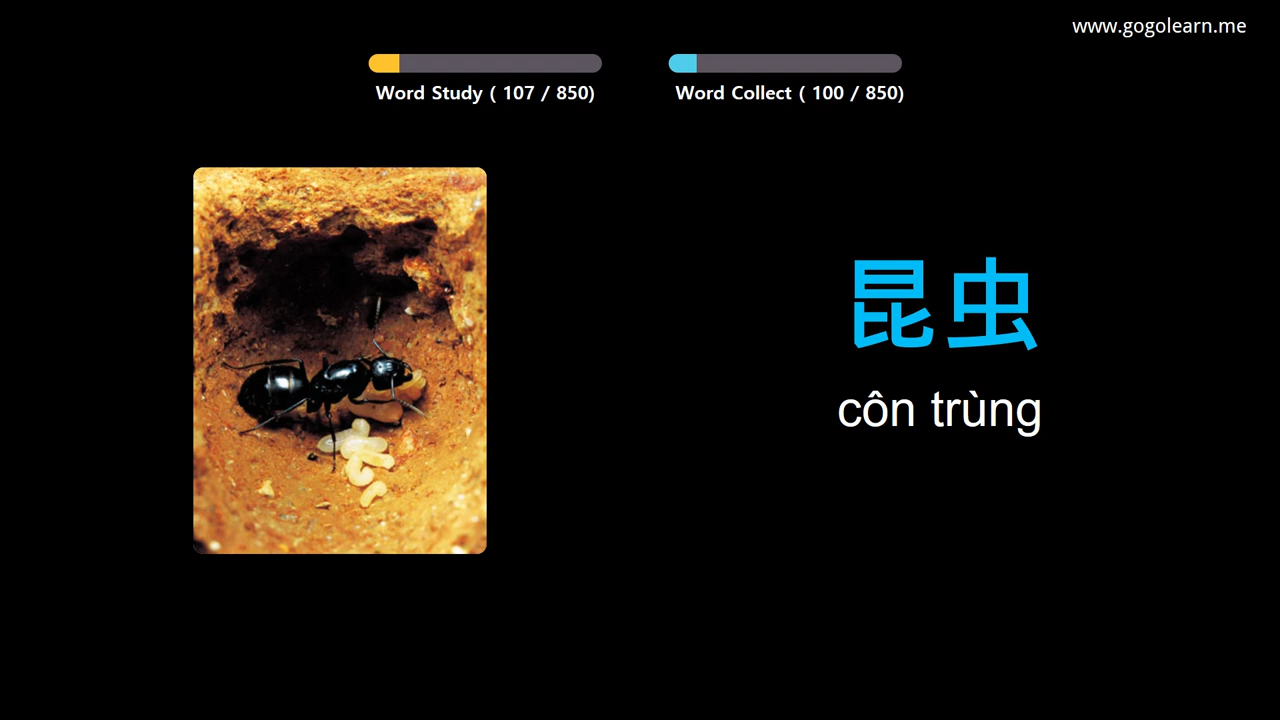 www.gogolearn.me
Word Study ( 107 / 850)
Word Collect ( 100 / 850)
昆虫
côn trùng